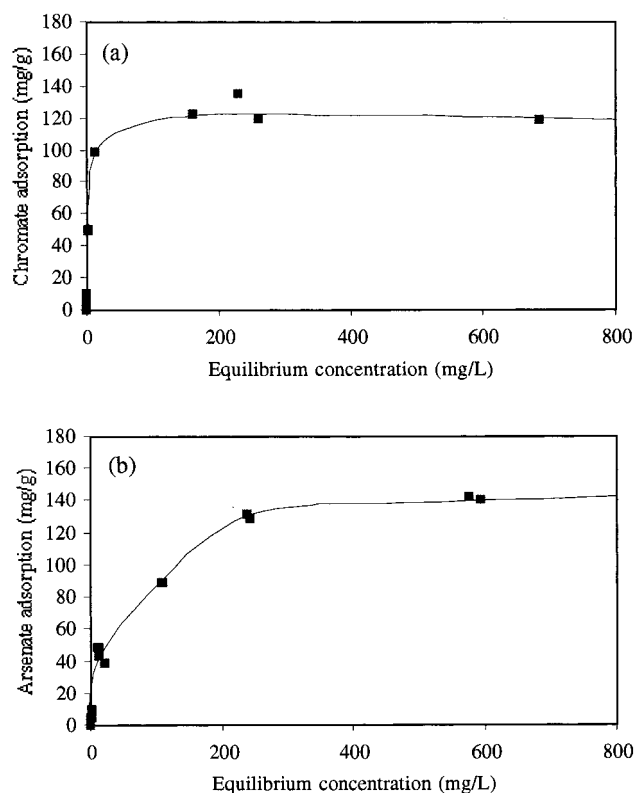 (a)
Chromate adsorption (mg/g)
180
160
140
120
100
80
60
40
20
0
0 200 400 600 800
Equilibrium concentration (mg/L)
(b)
Arsenate adsorption (mg/g)
180
160
140
120
100
80
60
40
20
0
0 200 400 600 800
Equilibrium concentration (mg/L)